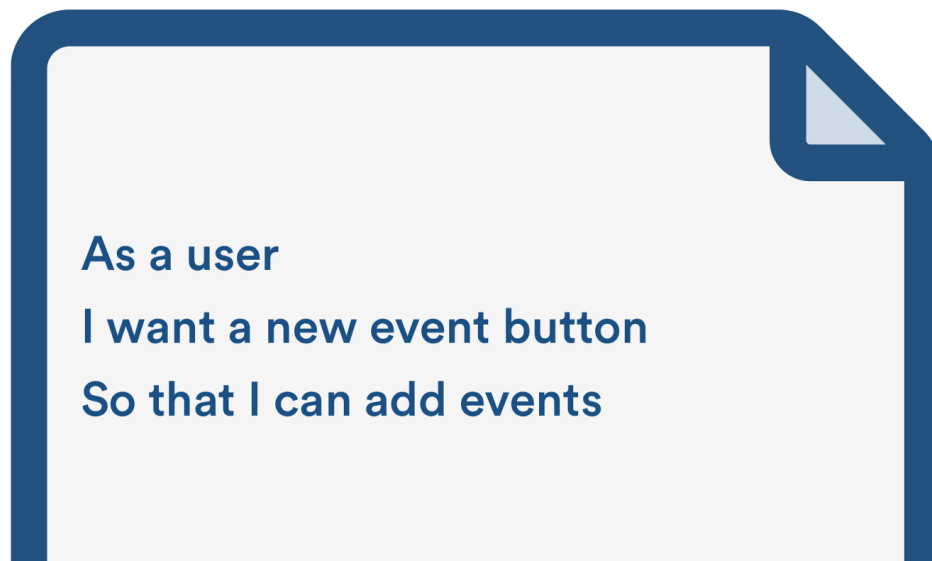 As a user
I want a new event button
So that I can add events